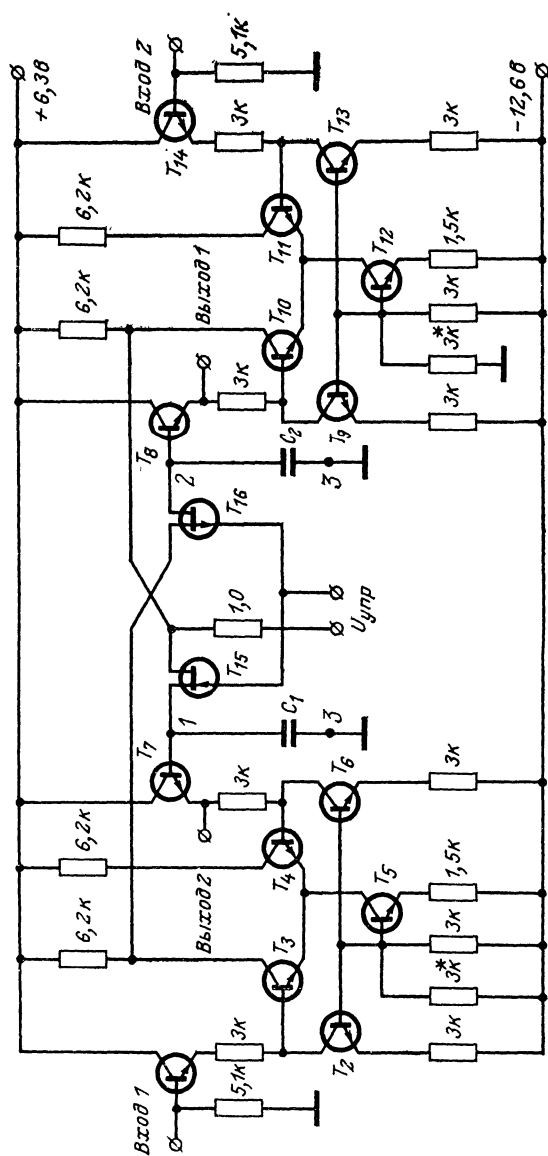 +6,3В
Вход 2
5,1к
T14
3к
T13
3к
−12,6В
6,2к
6,2к
Выход 1
T11
T10
T12
1,5к
3к
3к*
T8
3к
T9
3к
2
C2
3
T16
1,0
Uупр
T15
1
C1
3
T7
3к
T6
3к
6,2к
6,2к
Выход 2
T4
T3
T5
1,5к
3к
3к*
3к
T2
3к
5,1к
Вход 1